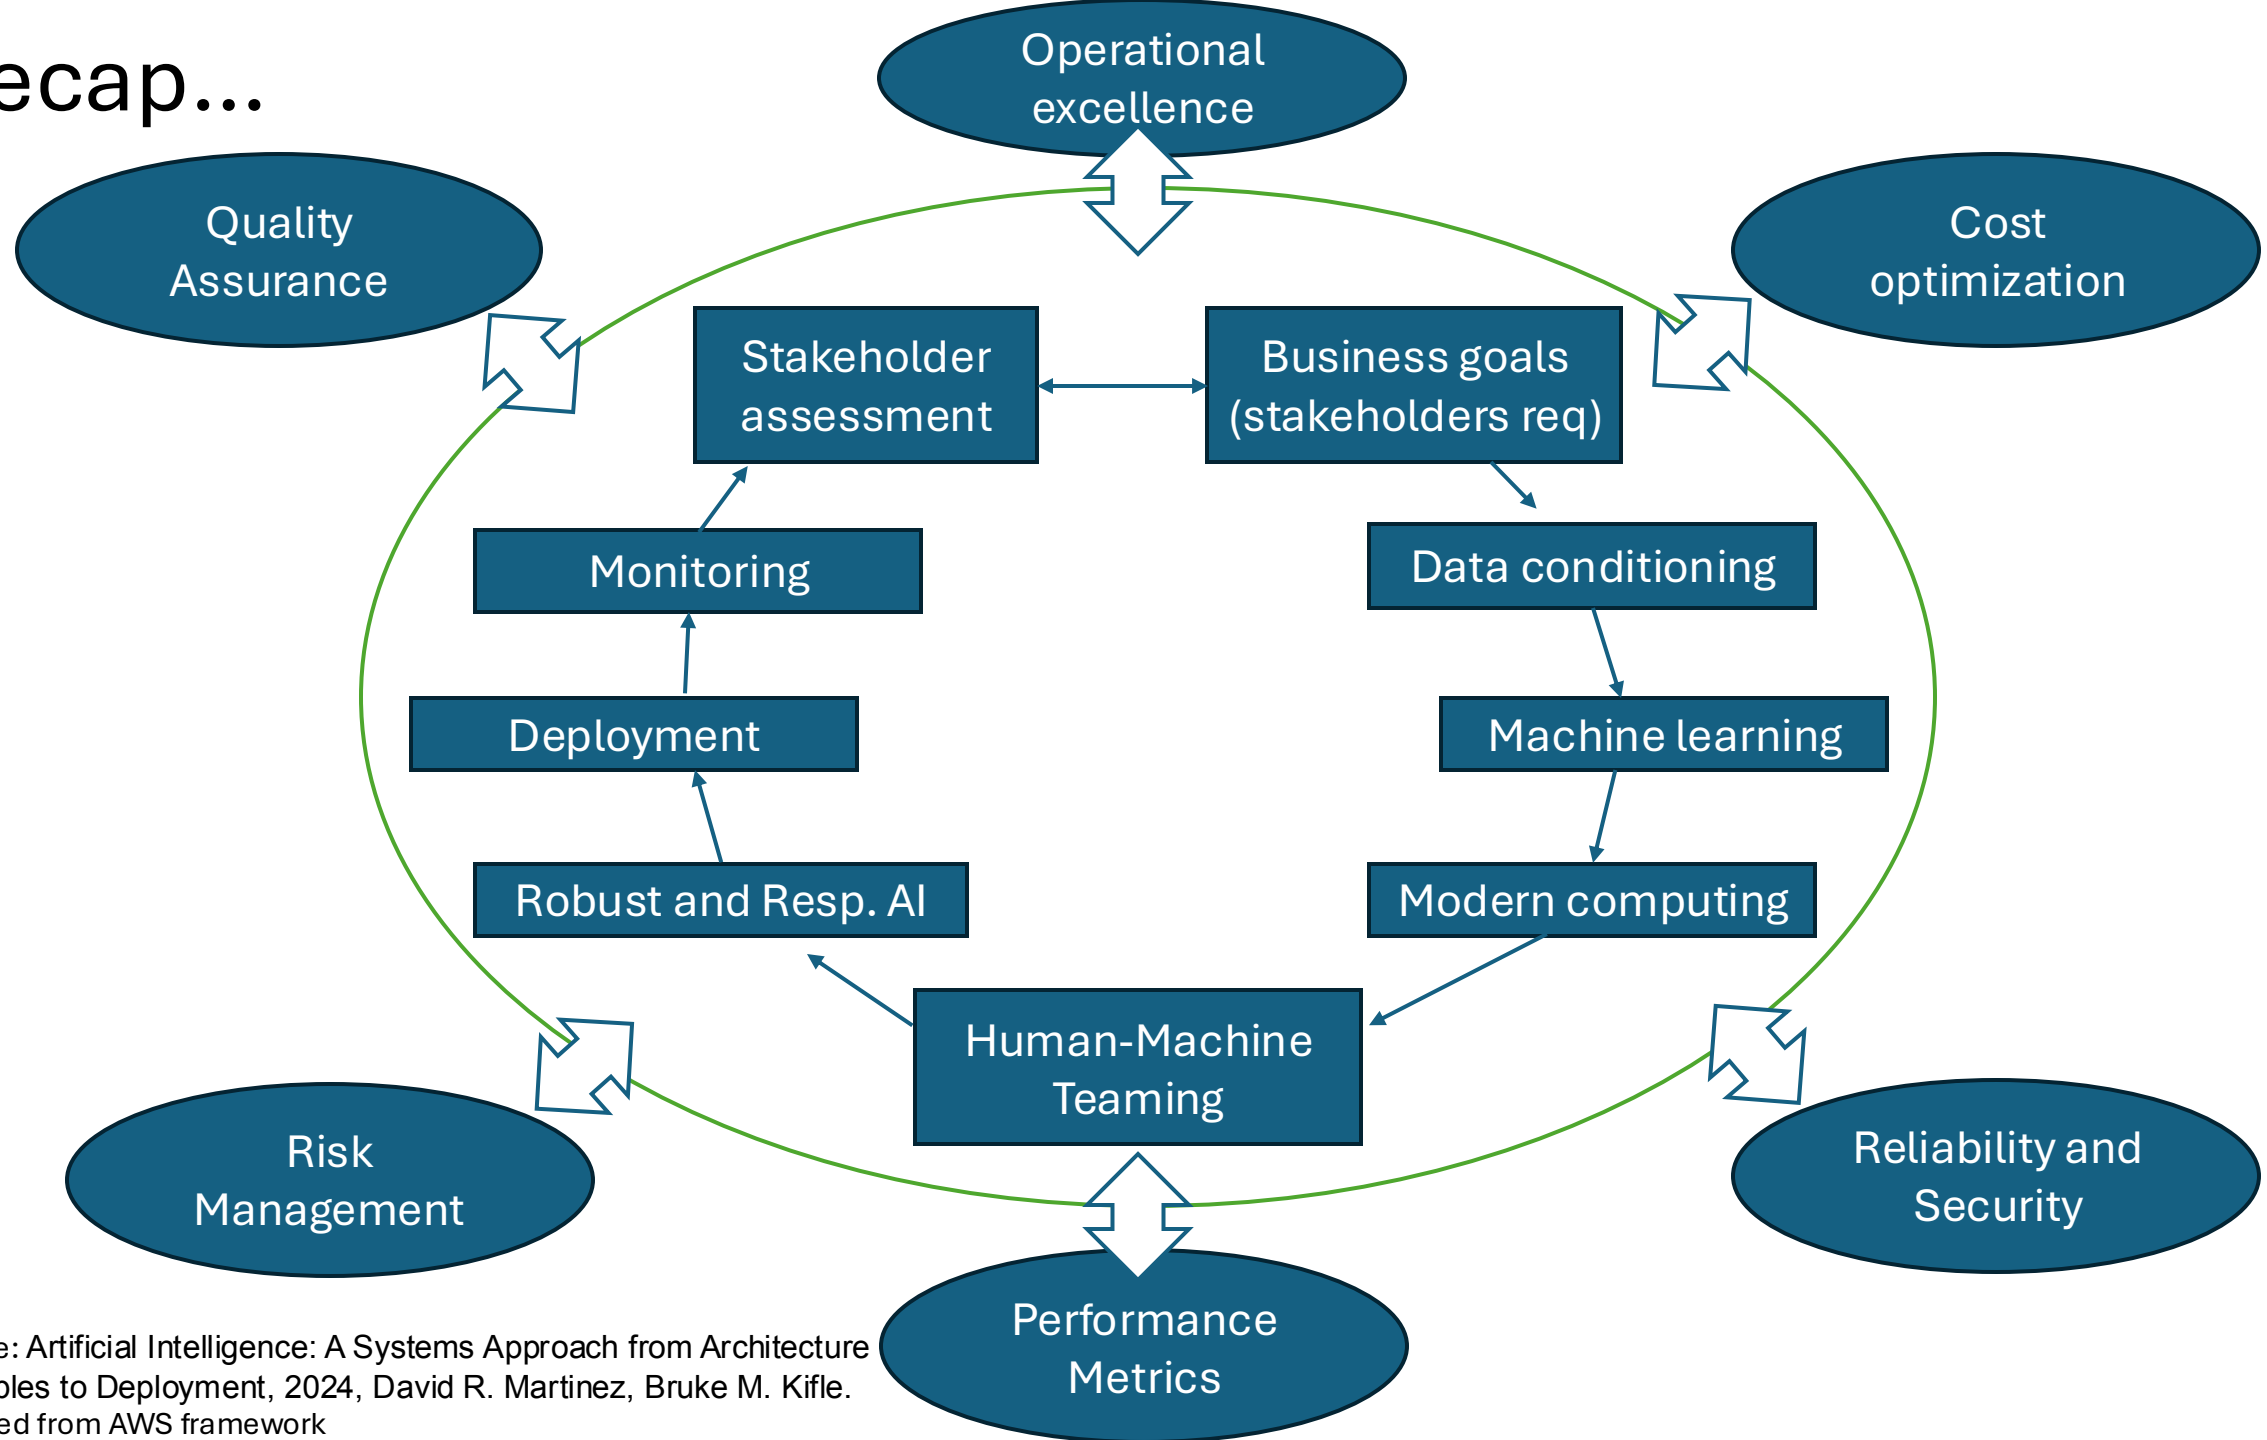 ecap...
Operational
excellence
Quality
Assurance
Cost
optimization
Stakeholder
assessment
Business goals
(stakeholders req)
Monitoring
Data conditioning
Deployment
Machine learning
Robust and Resp. AI
Modern computing
Human-Machine
Teaming
Risk
Management
Reliability and
Security
Performance
Metrics
e: Artificial Intelligence: A Systems Approach from Architecture
ples to Deployment, 2024, David R. Martinez, Bruke M. Kifle.
ed from AWS framework